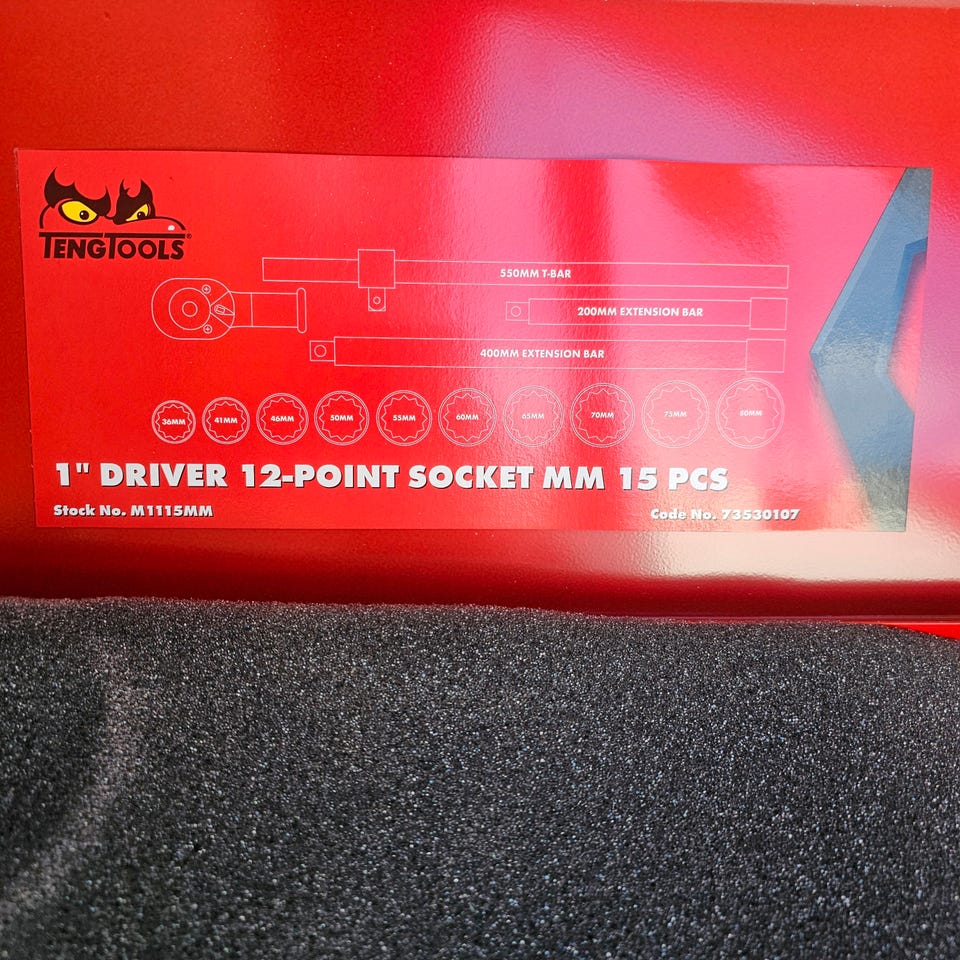 TENGTOOLS®
550MM T-BAR
200MM EXTENSION BAR
400MM EXTENSION BAR
36MM 41MM 46MM 50MM 55MM 60MM 65MM 70MM 75MM 80MM
1" DRIVER 12-POINT SOCKET MM 15 PCS
Stock No. M1115MM Code No. 73530107